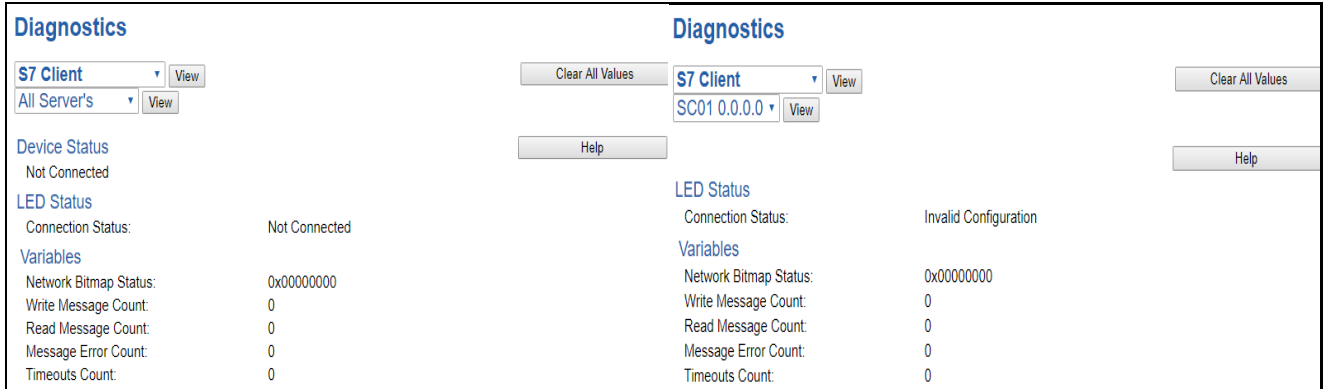 Diagnostics
S7 Client View Clear All Values
All Server's View
Device Status Help
Not Connected
LED Status
Connection Status: Not Connected
Variables
Network Bitmap Status: 0x00000000
Write Message Count: 0
Read Message Count: 0
Message Error Count: 0
Timeouts Count: 0
Diagnostics
S7 Client View Clear All Values
SC01 0.0.0.0 View
Help
LED Status
Connection Status: Invalid Configuration
Variables
Network Bitmap Status: 0x00000000
Write Message Count: 0
Read Message Count: 0
Message Error Count: 0
Timeouts Count: 0